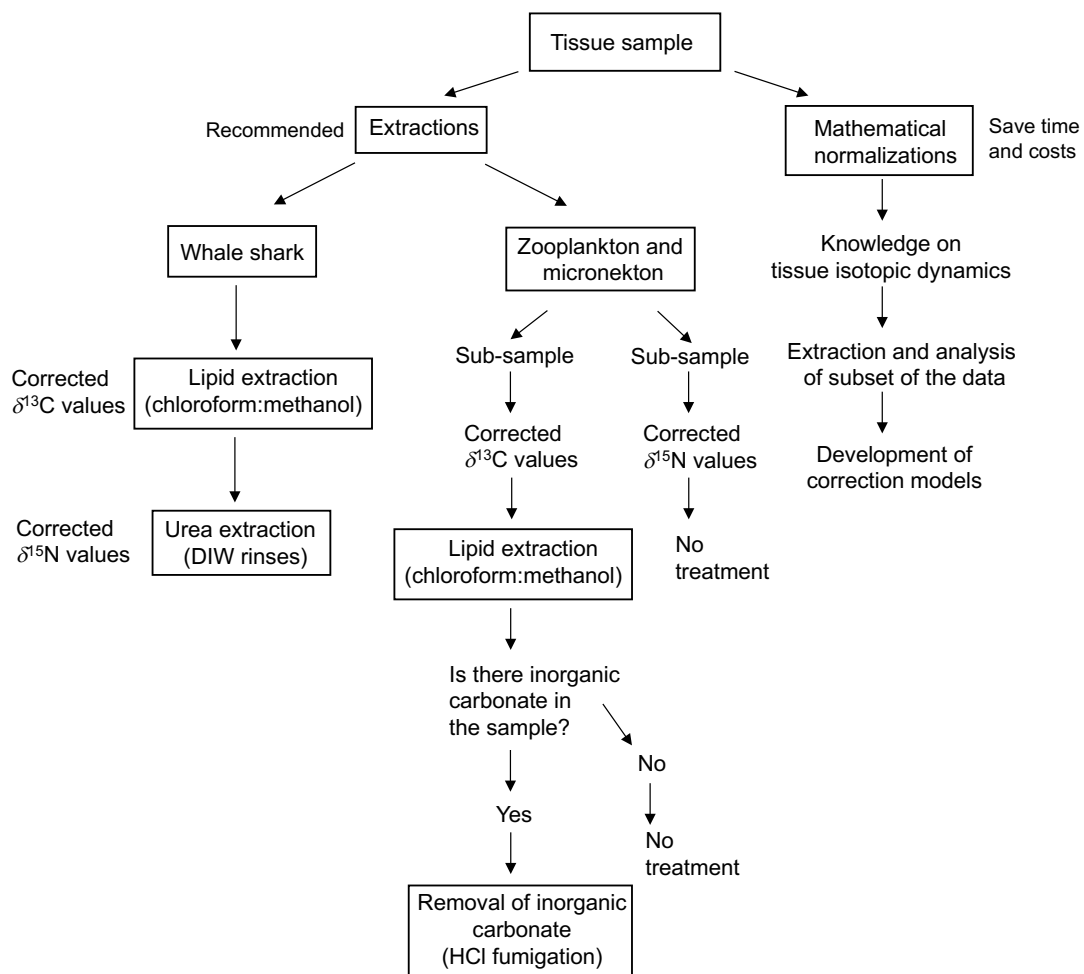 Tissue sample
Recommended
Extractions
Mathematical
normalizations
Save time
and costs
Whale shark
Zooplankton and
micronekton
Knowledge on
tissue isotopic dynamics
Corrected
δ¹³C values
Lipid extraction
(chloroform:methanol)
Sub-sample
Sub-sample
Extraction and analysis
of subset of the data
Corrected
δ¹³C values
Corrected
δ¹⁵N values
Development of
correction models
Corrected
δ¹⁵N values
Urea extraction
(DIW rinses)
Lipid extraction
(chloroform:methanol)
No
treatment
Is there inorganic
carbonate in
the sample?
No
Yes
No
treatment
Removal of inorganic
carbonate
(HCl fumigation)